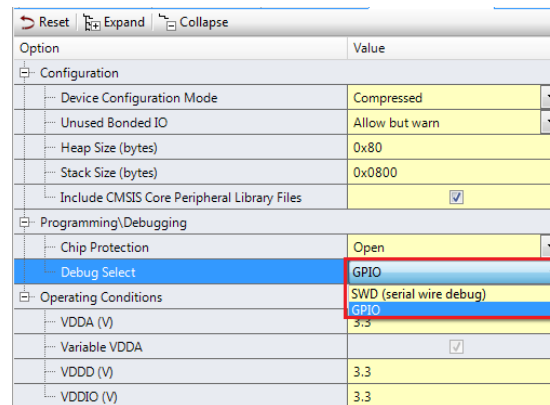 Reset Expand Collapse
Option Value
Configuration
Device Configuration Mode Compressed
Unused Bonded IO Allow but warn
Heap Size (bytes) 0x80
Stack Size (bytes) 0x0800
Include CMSIS Core Peripheral Library Files
Programming\Debugging
Chip Protection Open
Debug Select GPIO
SWD (serial wire debug)
Operating Conditions GPIO
VDDA (V) 3.3
Variable VDDA
VDDD (V) 3.3
VDDIO (V) 3.3